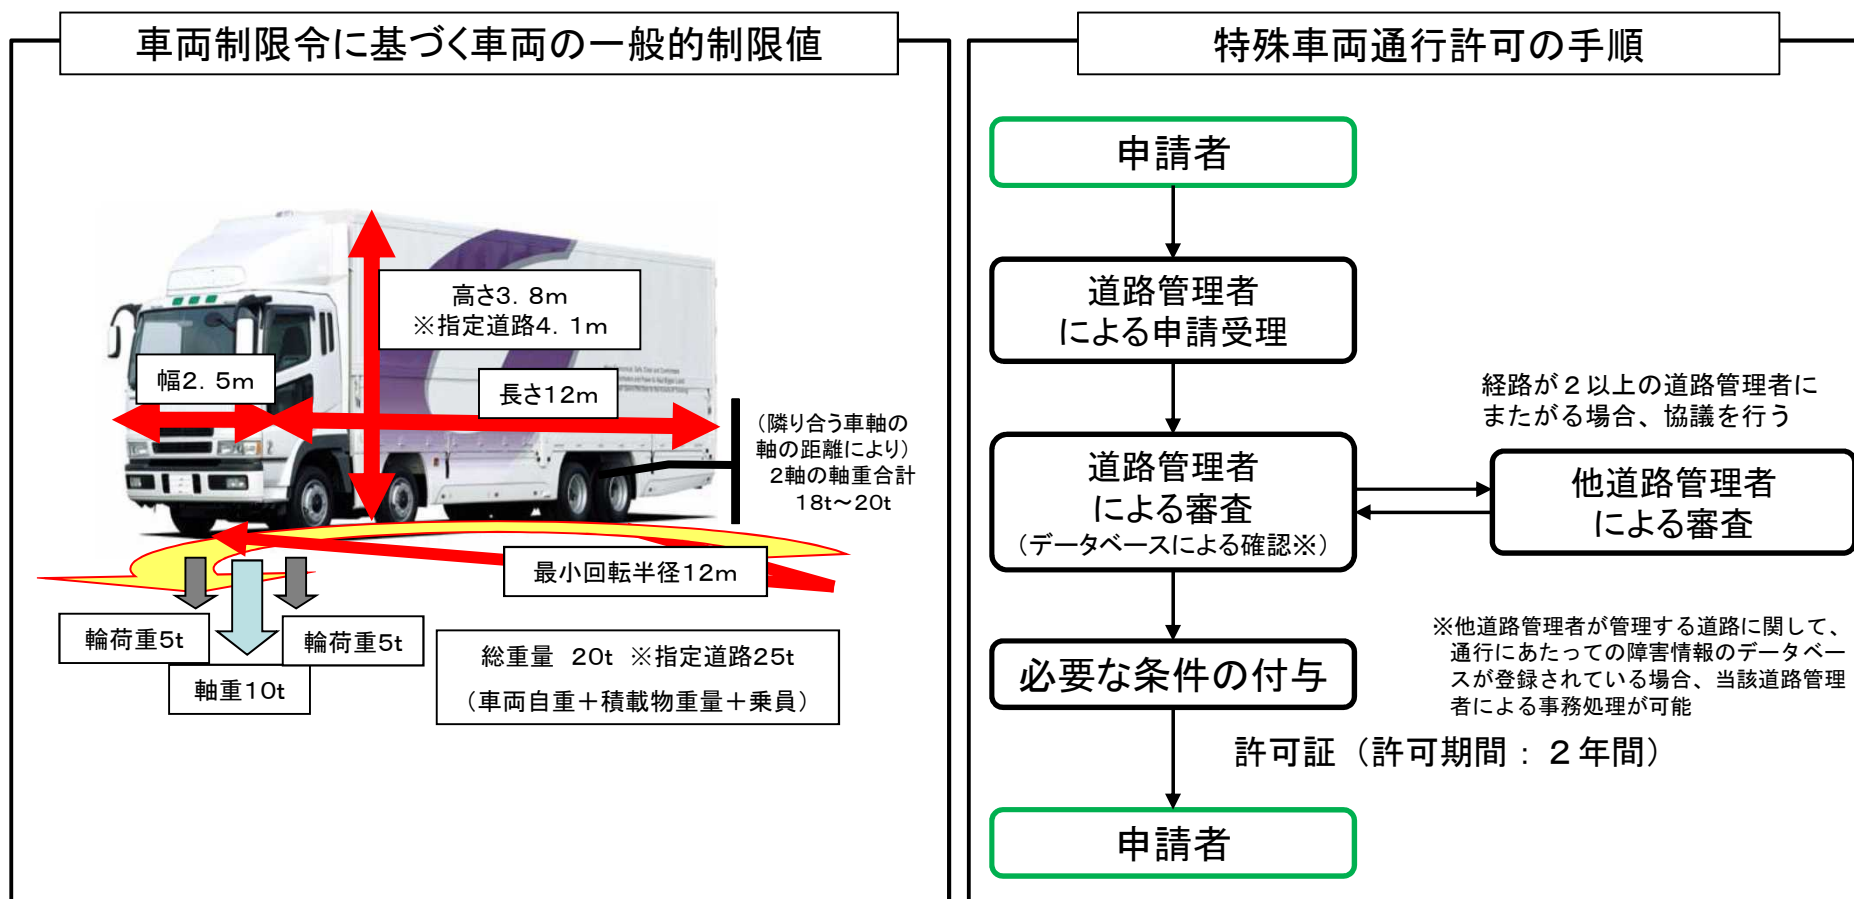 車両制限令に基づく車両の一般的制限値
高さ3．8m
※指定道路4．1m
幅2．5m
長さ12m
（隣り合う車軸の
軸の距離により）
2軸の軸重合計
18t～20t
最小回転半径12m
輪荷重5t
輪荷重5t
軸重10t
総重量　20t　※指定道路25t
（車両自重＋積載物重量＋乗員）
特殊車両通行許可の手順
申請者
道路管理者
による申請受理
経路が２以上の道路管理者に
またがる場合、協議を行う
道路管理者
による審査
（データベースによる確認※）
他道路管理者
による審査
※他道路管理者が管理する道路に関して、
通行にあたっての障害情報のデータベー
スが登録されている場合、当該道路管理
者による事務処理が可能
必要な条件の付与
許可証（許可期間：２年間）
申請者